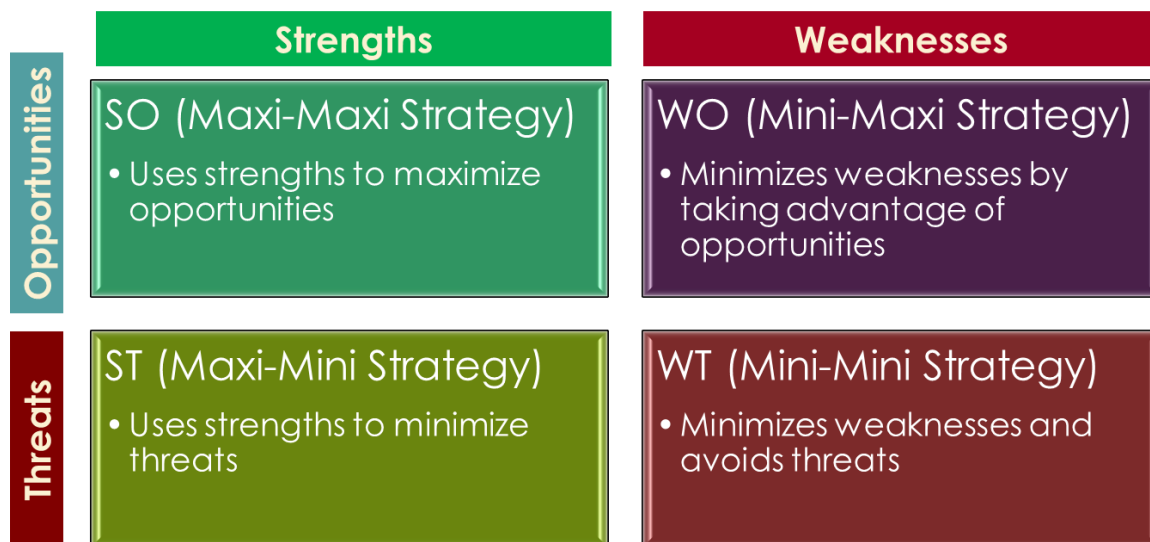 Strengths
Weaknesses
Opportunities
SO (Maxi-Maxi Strategy)
• Uses strengths to maximize
opportunities
WO (Mini-Maxi Strategy)
• Minimizes weaknesses by
taking advantage of
opportunities
Threats
ST (Maxi-Mini Strategy)
• Uses strengths to minimize
threats
WT (Mini-Mini Strategy)
• Minimizes weaknesses and
avoids threats